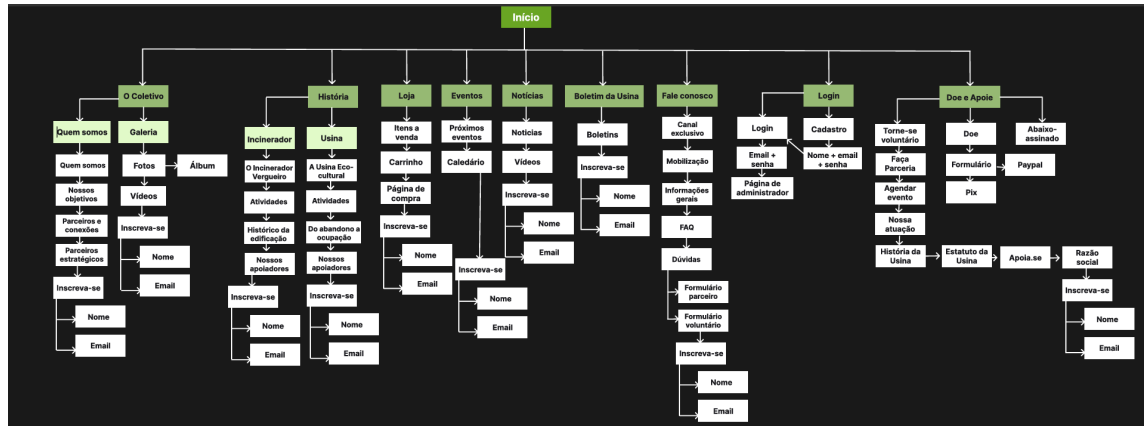 Início
O Coletivo
História
Loja
Eventos
Notícias
Boletim da Usina
Fale conosco
Login
Doe e Apoie
Quem somos
Quem somos
Nossos
objetivos
Parceiros e
conexões
Parceiros
estratégicos
Inscreva-se
Nome
Email
Galeria
Fotos
Álbum
Vídeos
Inscreva-se
Nome
Email
Incinerador
O Incinerador
Vergueiro
Atividades
Histórico da
edificação
Nossos
apoiadores
Inscreva-se
Nome
Email
Usina
A Usina Eco-
cultural
Atividades
Do abandono a
ocupação
Nossos
apoiadores
Inscreva-se
Nome
Email
Itens a
venda
Carrinho
Página de
compra
Inscreva-se
Nome
Email
Próximos
eventos
Caledário
Inscreva-se
Nome
Email
Noticias
Vídeos
Inscreva-se
Nome
Email
Boletins
Inscreva-se
Nome
Email
Canal
exclusivo
Mobilização
Informações
gerais
FAQ
Dúvidas
Formulário
parceiro
Formulário
voluntário
Inscreva-se
Nome
Email
Login
Email +
senha
Página de
administrador
Cadastro
Nome + email
+ senha
Torne-se
voluntário
Faça
Parceria
Agendar
evento
Nossa
atuação
História da
Usina
Estatuto da
Usina
Apoia.se
Razão
social
Inscreva-se
Nome
Email
Doe
Formulário
Paypal
Pix
Abaixo-
assinado